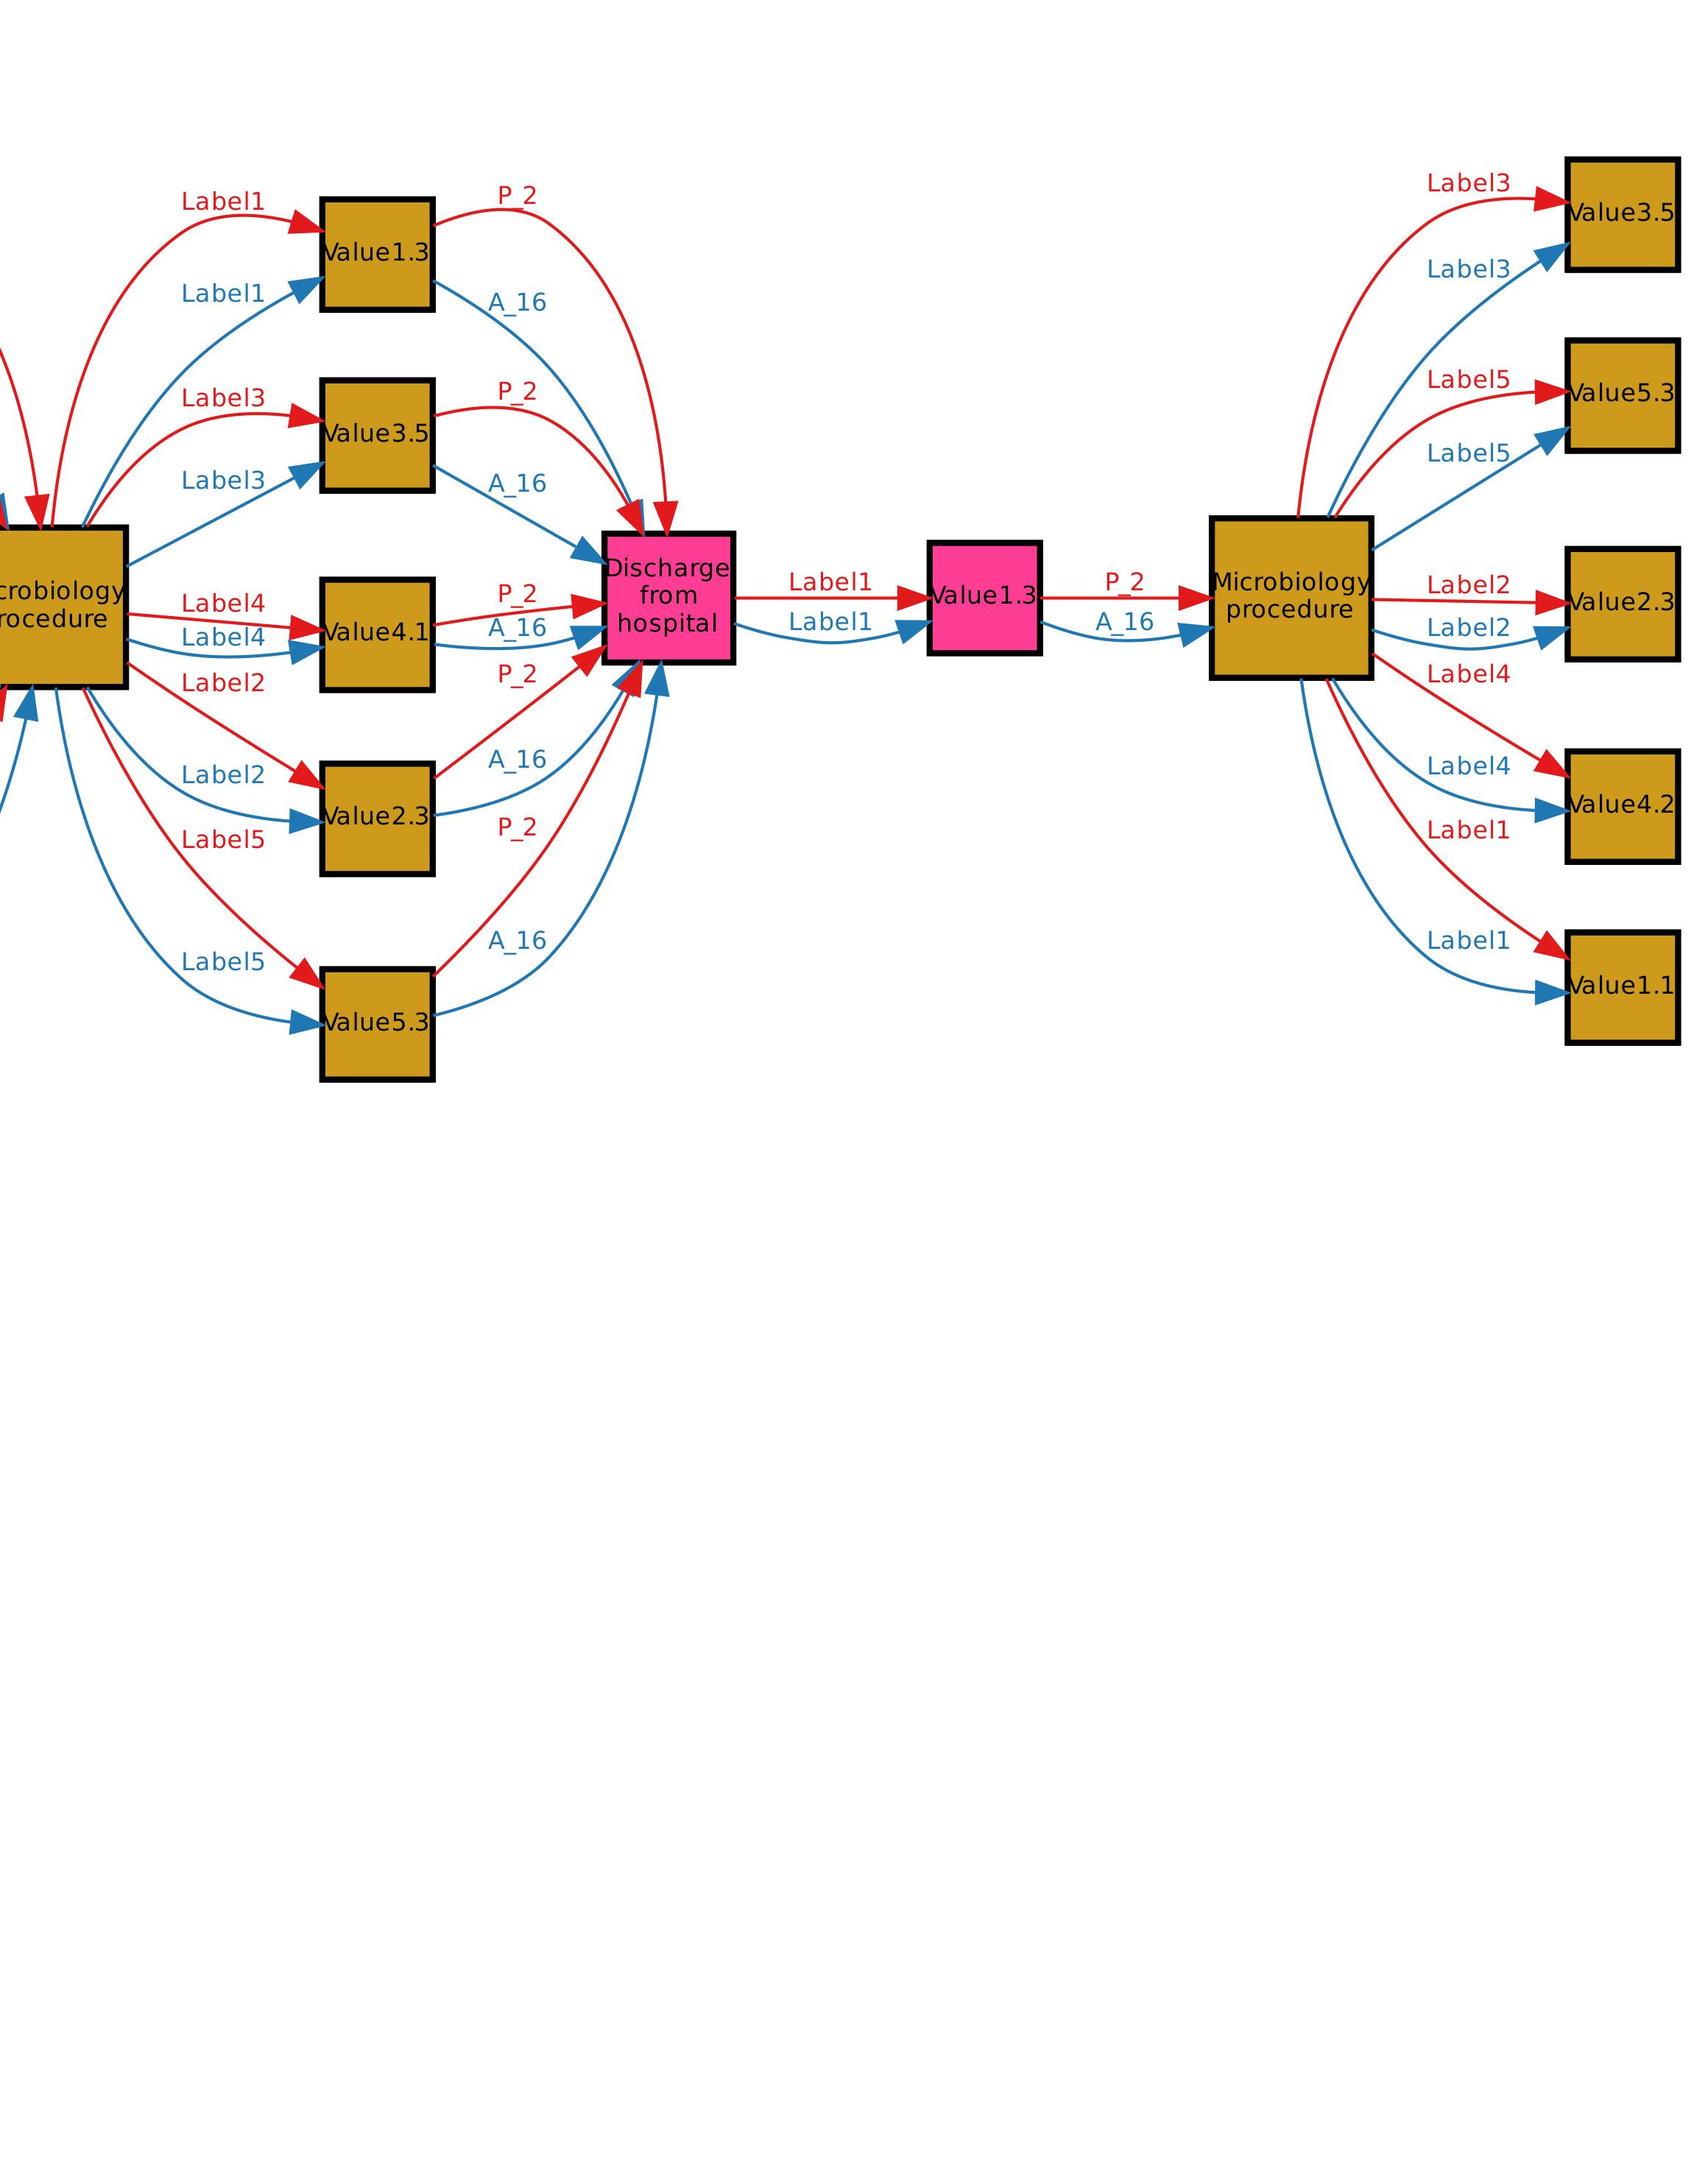 crobiology
rocedure
Label1
Label1
Label3
Label3
Label4
Label4
Label2
Label2
Label5
Label5
Value1.3
Value3.5
Value4.1
Value2.3
Value5.3
P_2
A_16
P_2
A_16
P_2
A_16
P_2
A_16
P_2
A_16
Discharge
from
hospital
Label1
Label1
Value1.3
P_2
A_16
Microbiology
procedure
Label3
Label3
Label5
Label5
Label2
Label2
Label4
Label4
Label1
Label1
Value3.5
Value5.3
Value2.3
Value4.2
Value1.1